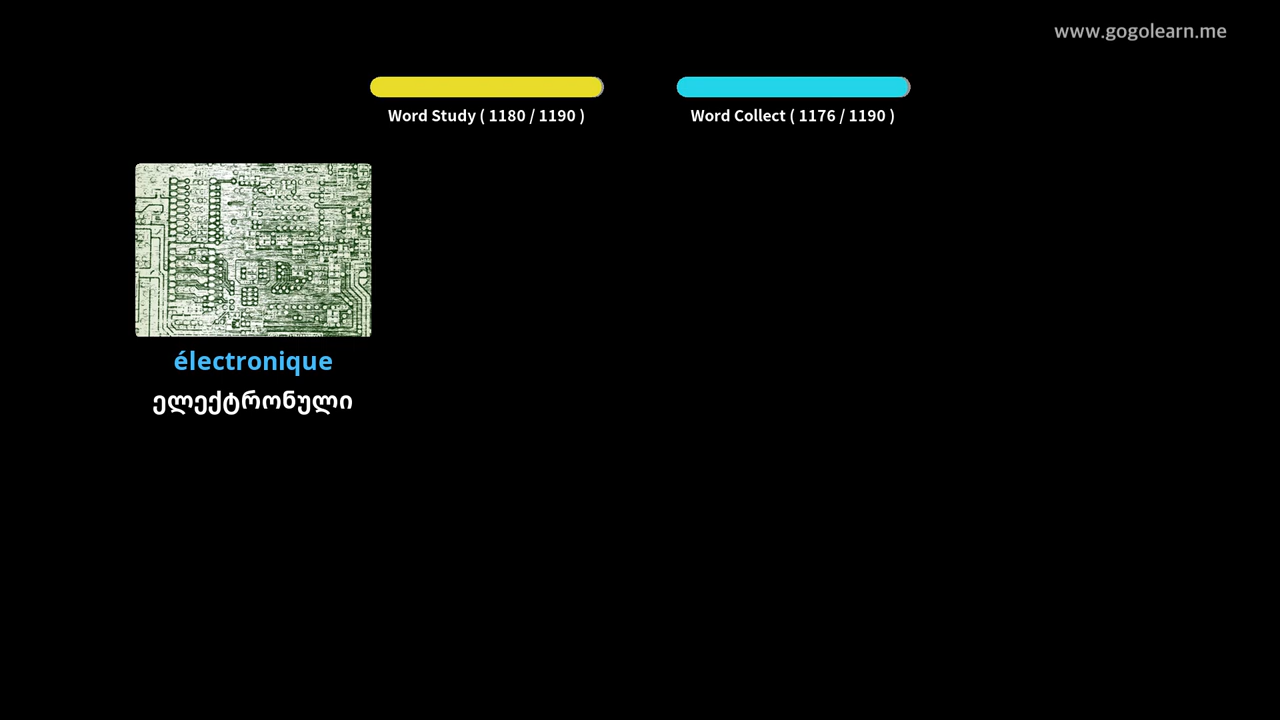 www.gogolearn.me
Word Study ( 1180 / 1190 )
Word Collect ( 1176 / 1190 )
électronique
ელექტრონული